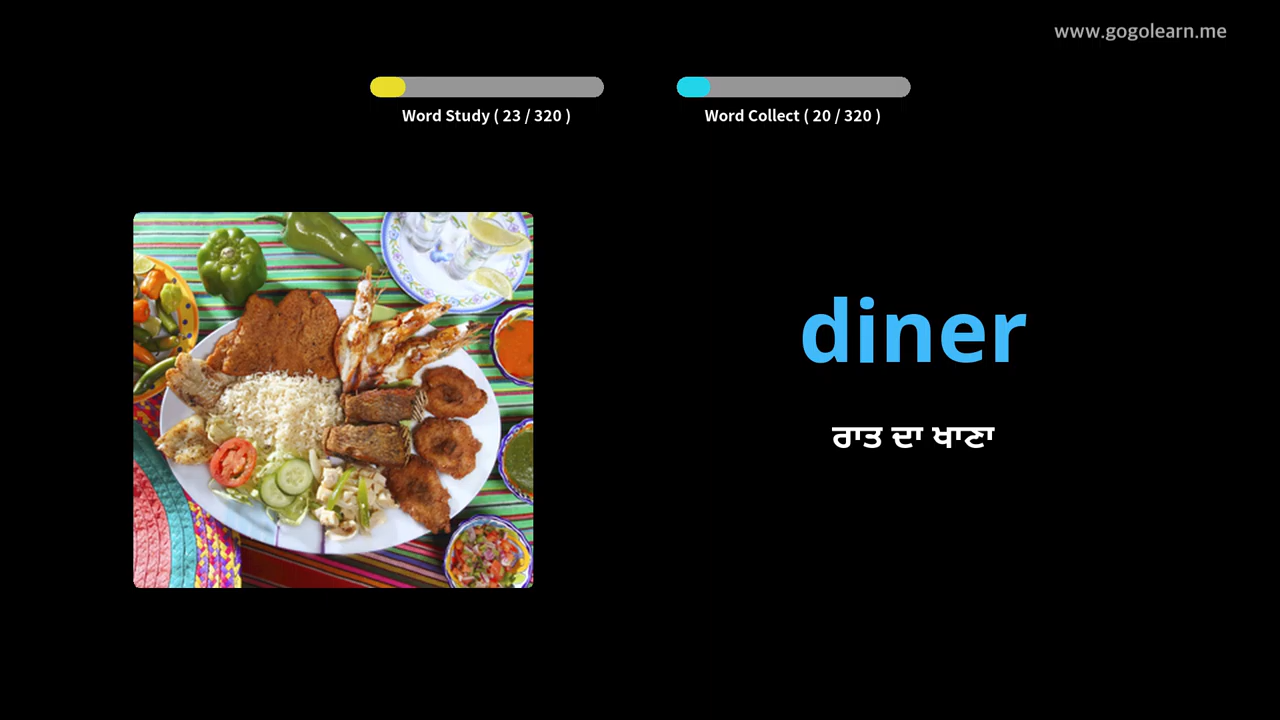 www.gogolearn.me
Word Study ( 23 / 320 )
Word Collect ( 20 / 320 )
diner
ਰਾਤ ਦਾ ਖਾਣਾ